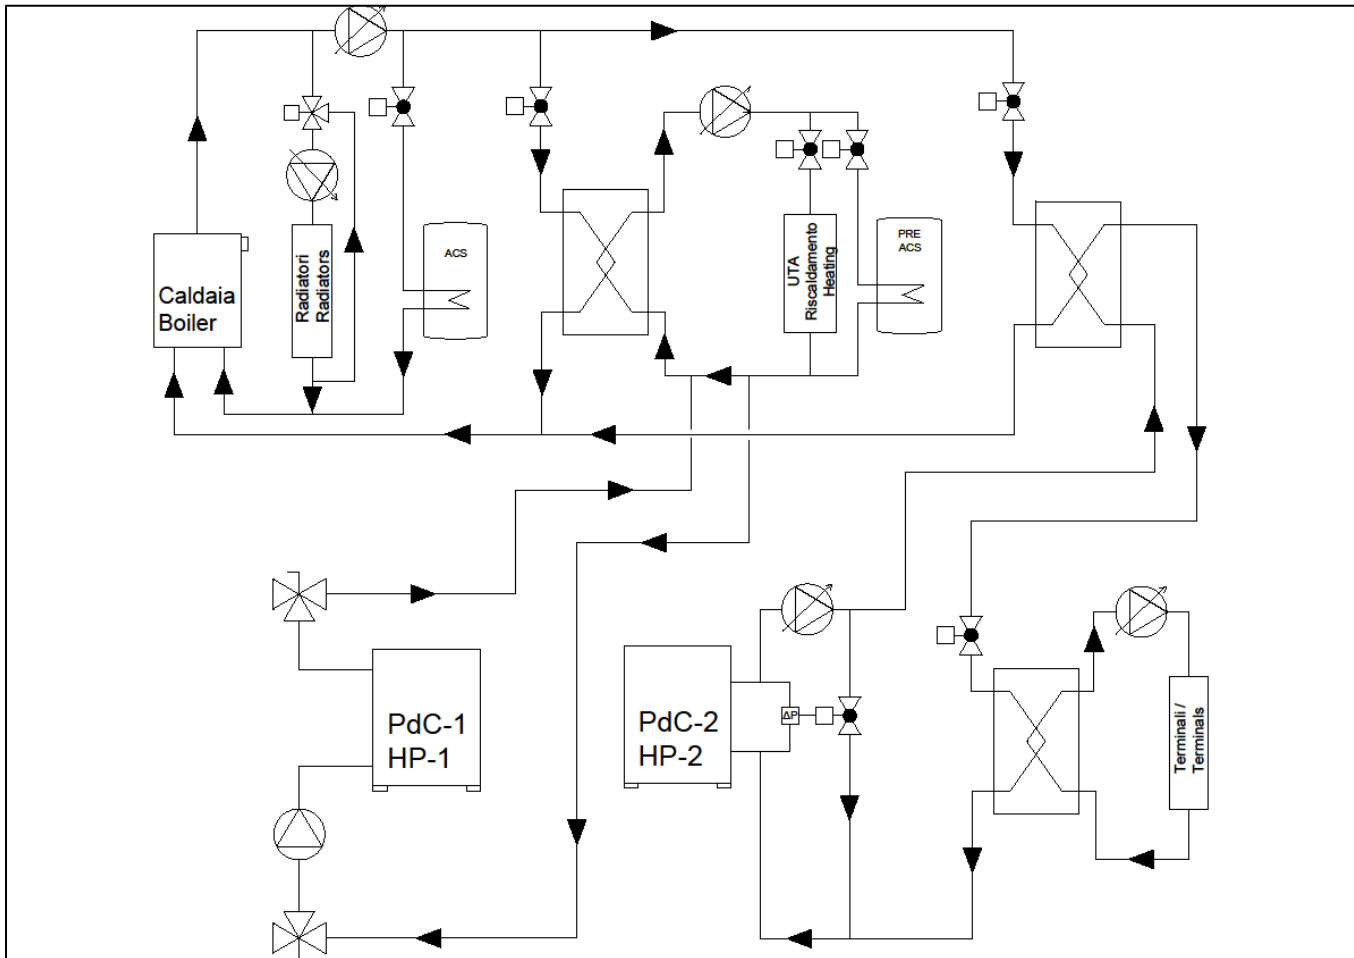 Caldaia
Boiler
Radiatori
Radiators
ACS
UTA
Riscaldamento
Heating
PRE
ACS
PdC-1
HP-1
PdC-2
HP-2
ΔP
Terminali /
Terminals